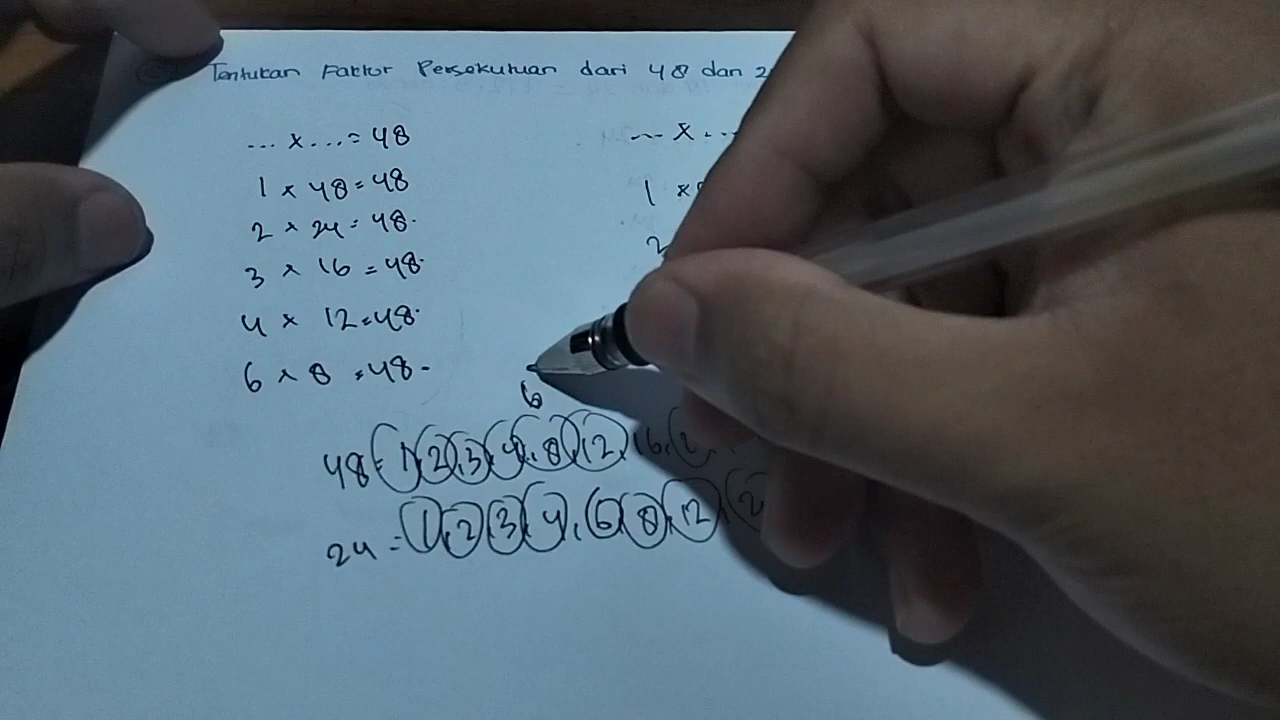 Tentukan Faktor Persekutuan dari 48 dan 2
... x ... = 48
... x ...
1 x 48 = 48
1 x
2 x 24 = 48.
2
3 x 16 = 48.
4 x 12 = 48.
6 x 8 = 48.
6
48 = 1, 2, 3, 4, 8, 12, 16, 2
24 = 1, 2, 3, 4, 6, 8, 12, 2